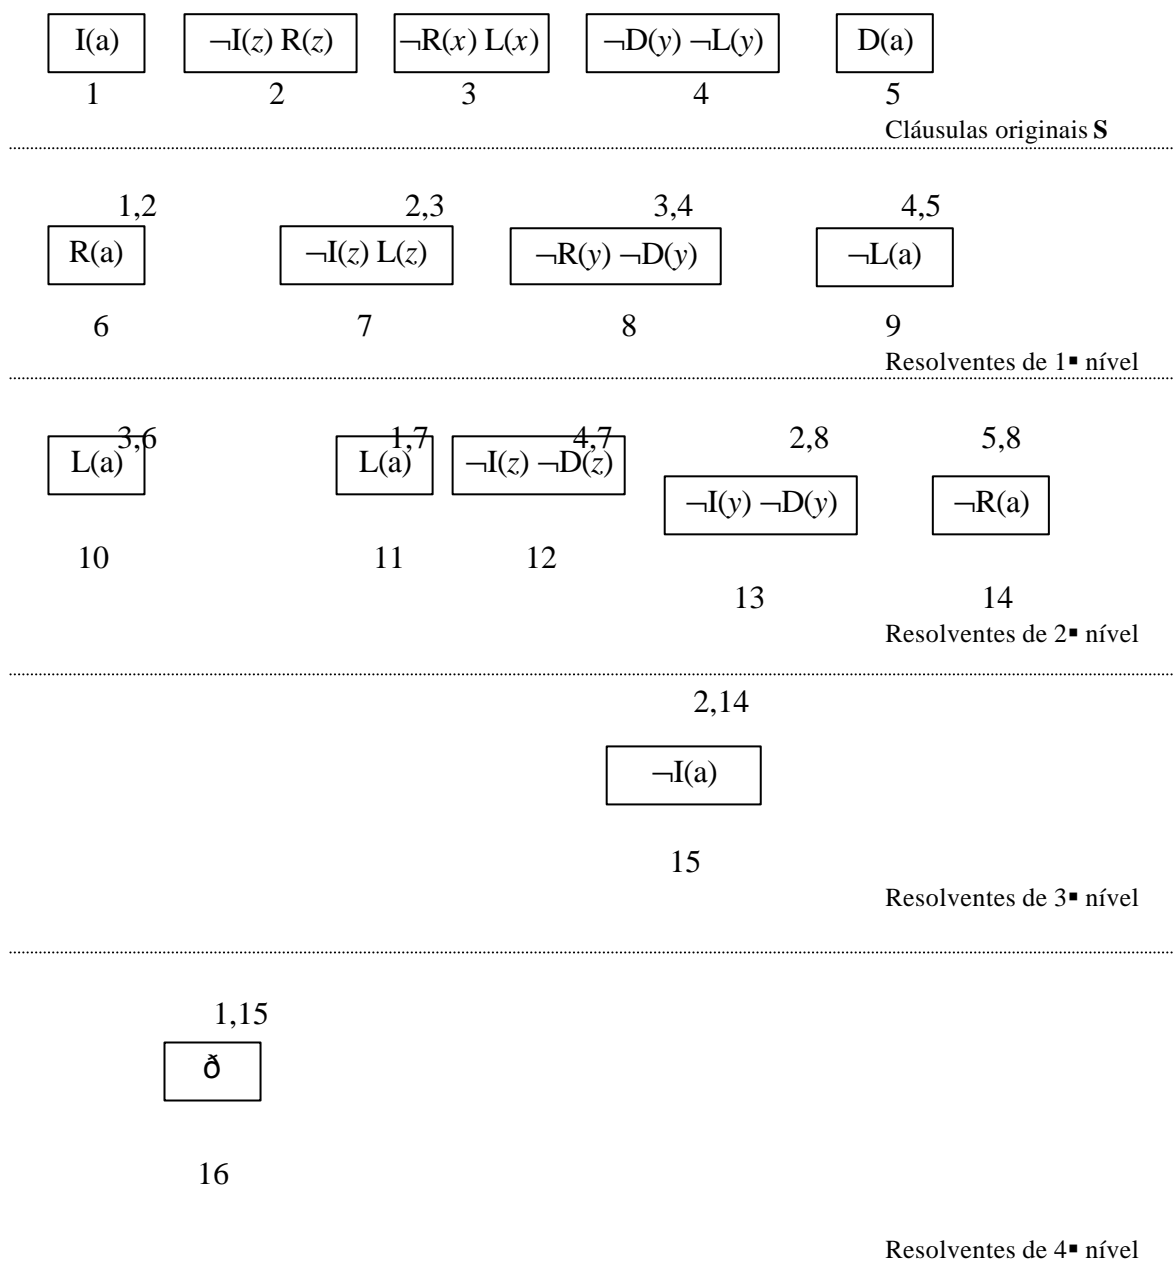 I(a) ¬I(z) R(z) ¬R(x) L(x) ¬D(y) ¬L(y) D(a)
1 2 3 4 5
Cláusulas originais S
1,2 2,3 3,4 4,5
R(a) ¬I(z) L(z) ¬R(y) ¬D(y) ¬L(a)
6 7 8 9
Resolventes de 1▪ nível
3,6 1,7 4,7 2,8 5,8
L(a) L(a) ¬I(z) ¬D(z)
¬I(y) ¬D(y) ¬R(a)
10 11 12
13 14
Resolventes de 2▪ nível
2,14
¬I(a)
15
Resolventes de 3▪ nível
1,15
ð
16
Resolventes de 4▪ nível